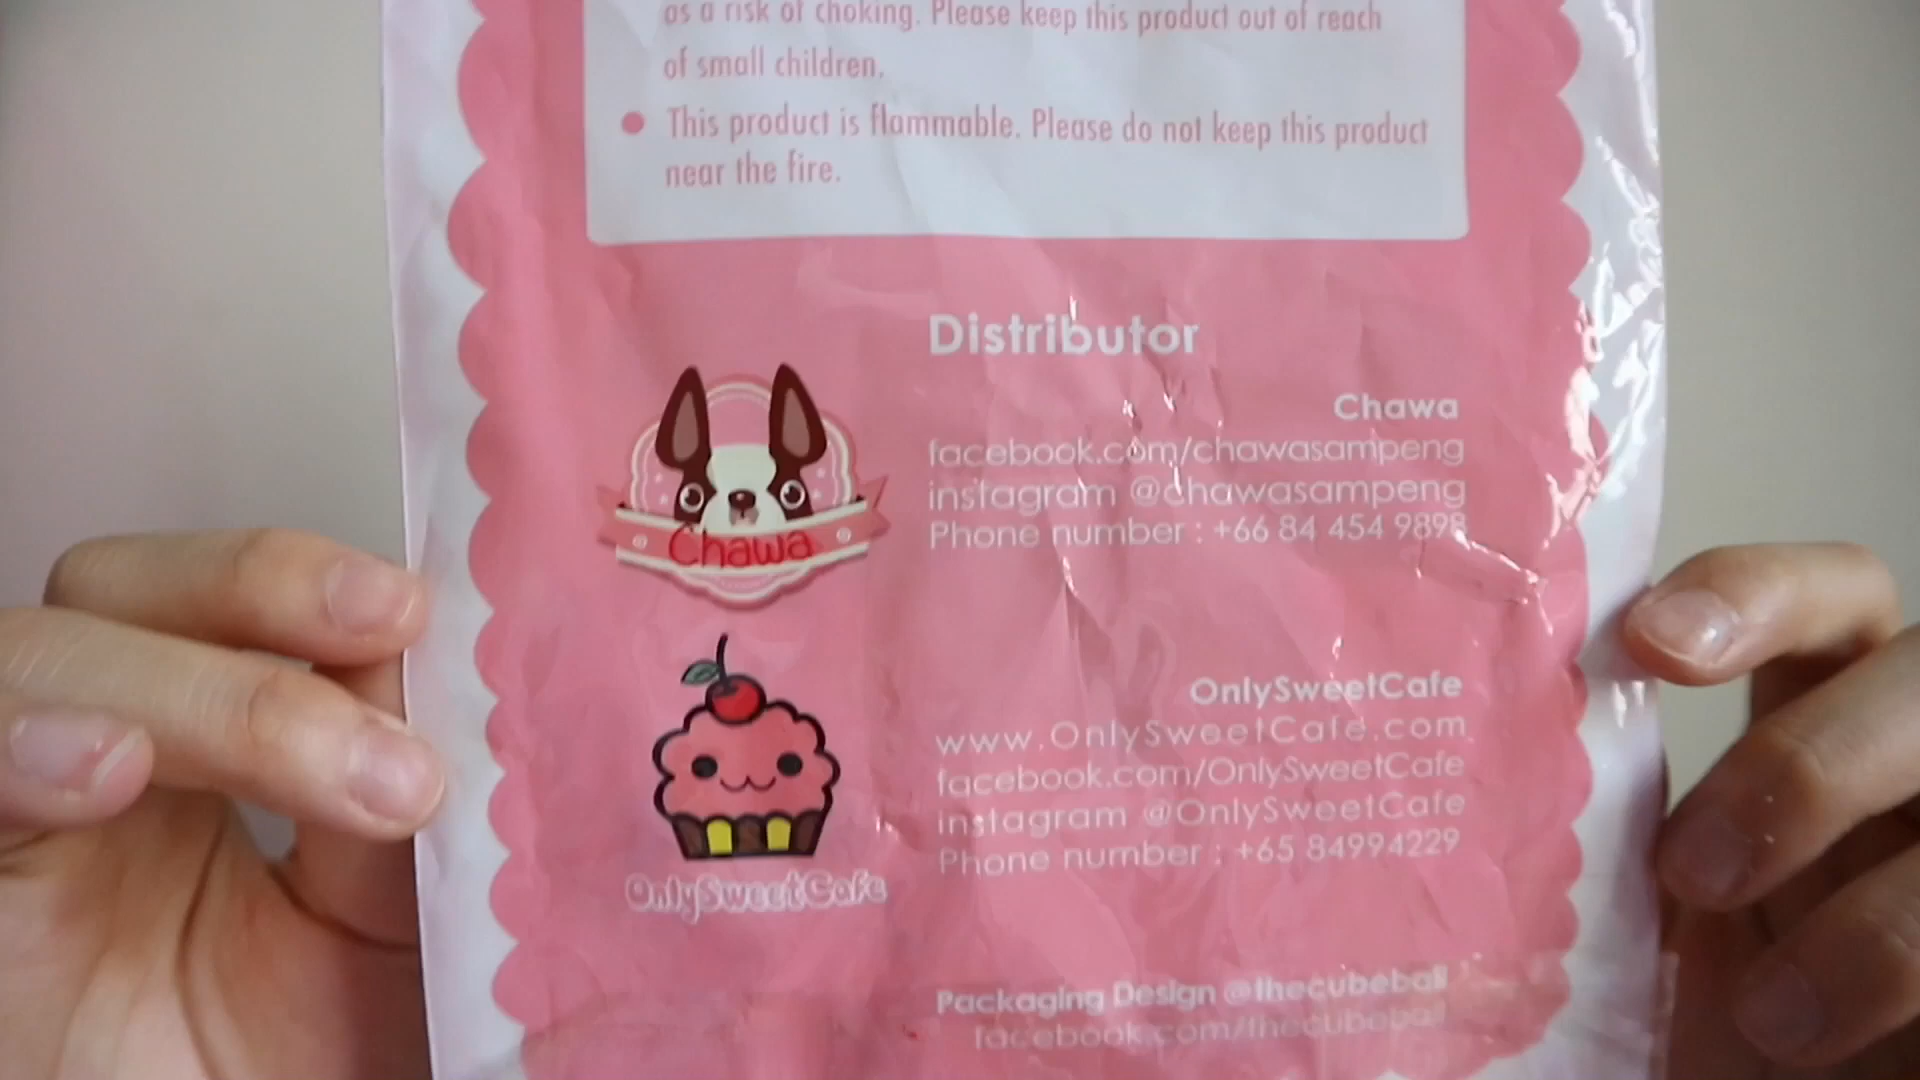 as a risk of choking. Please keep this product out of reach
of small children.
This product is flammable. Please do not keep this product
near the fire.
Distributor
Chawa
facebook.com/chawasampeng
instagram @chawasampeng
Phone number : +66 84 454 9898
Chawa
OnlySweetCafe
www.OnlySweetCafe.com
facebook.com/OnlySweetCafe
instagram @OnlySweetCafe
Phone number : +65 84994229
OnlySweetCafe
Packaging Design @thecubeball
facebook.com/thecubeball